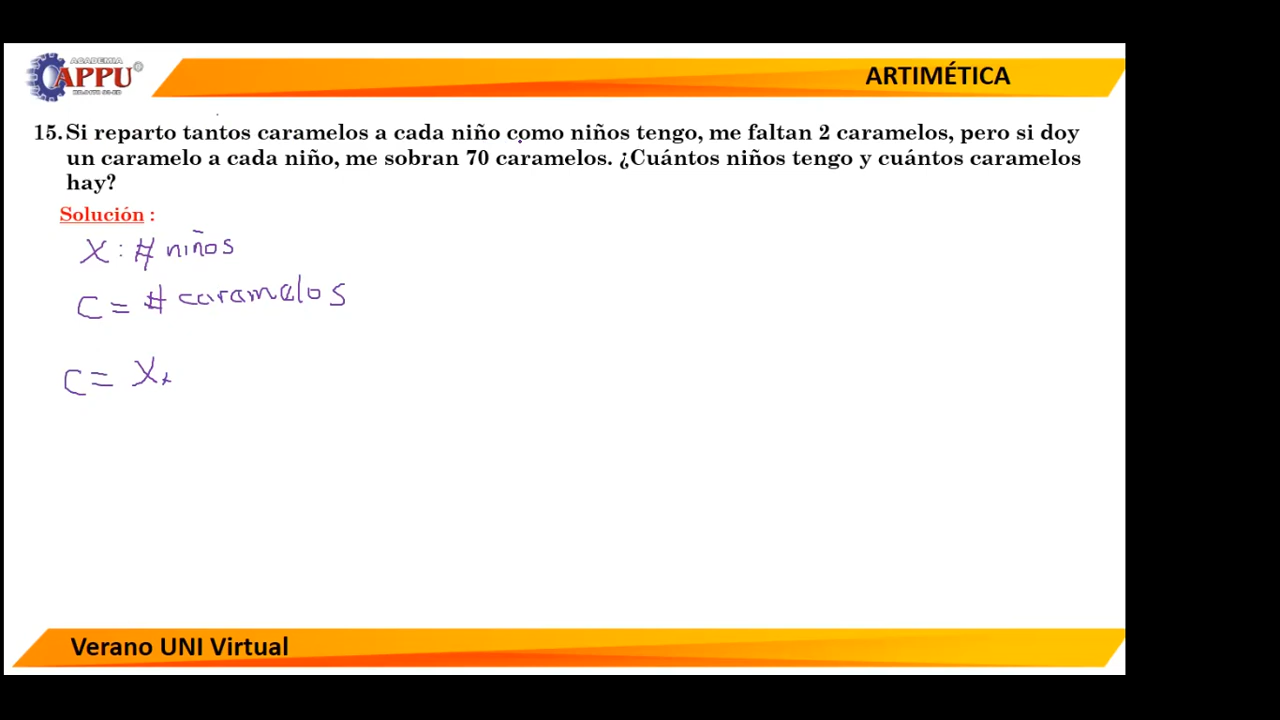 ACADEMIA
APPU
ARTIMÉTICA
15. Si reparto tantos caramelos a cada niño como niños tengo, me faltan 2 caramelos, pero si doy
un caramelo a cada niño, me sobran 70 caramelos. ¿Cuántos niños tengo y cuántos caramelos
hay?
Solución :
X : # niños
C = # caramelos
C = X x
Verano UNI Virtual